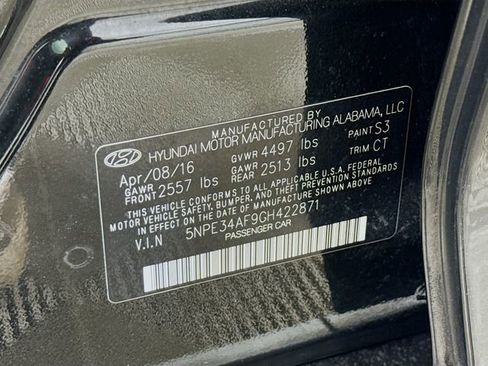 MANUFACTURED BY
HYUNDAI MOTOR MANUFACTURING ALABAMA, LLC
Apr/08/16 GVWR 4497 lbs PAINT S3
GAWR FRONT 2557 lbs GAWR REAR 2513 lbs TRIM CT
THIS VEHICLE CONFORMS TO ALL APPLICABLE U.S.A. FEDERAL
MOTOR VEHICLE SAFETY, BUMPER, AND THEFT PREVENTION STANDARDS
IN EFFECT ON THE DATE OF MANUFACTURE SHOWN ABOVE.
V.I.N 5NPE34AF9GH422871
PASSENGER CAR